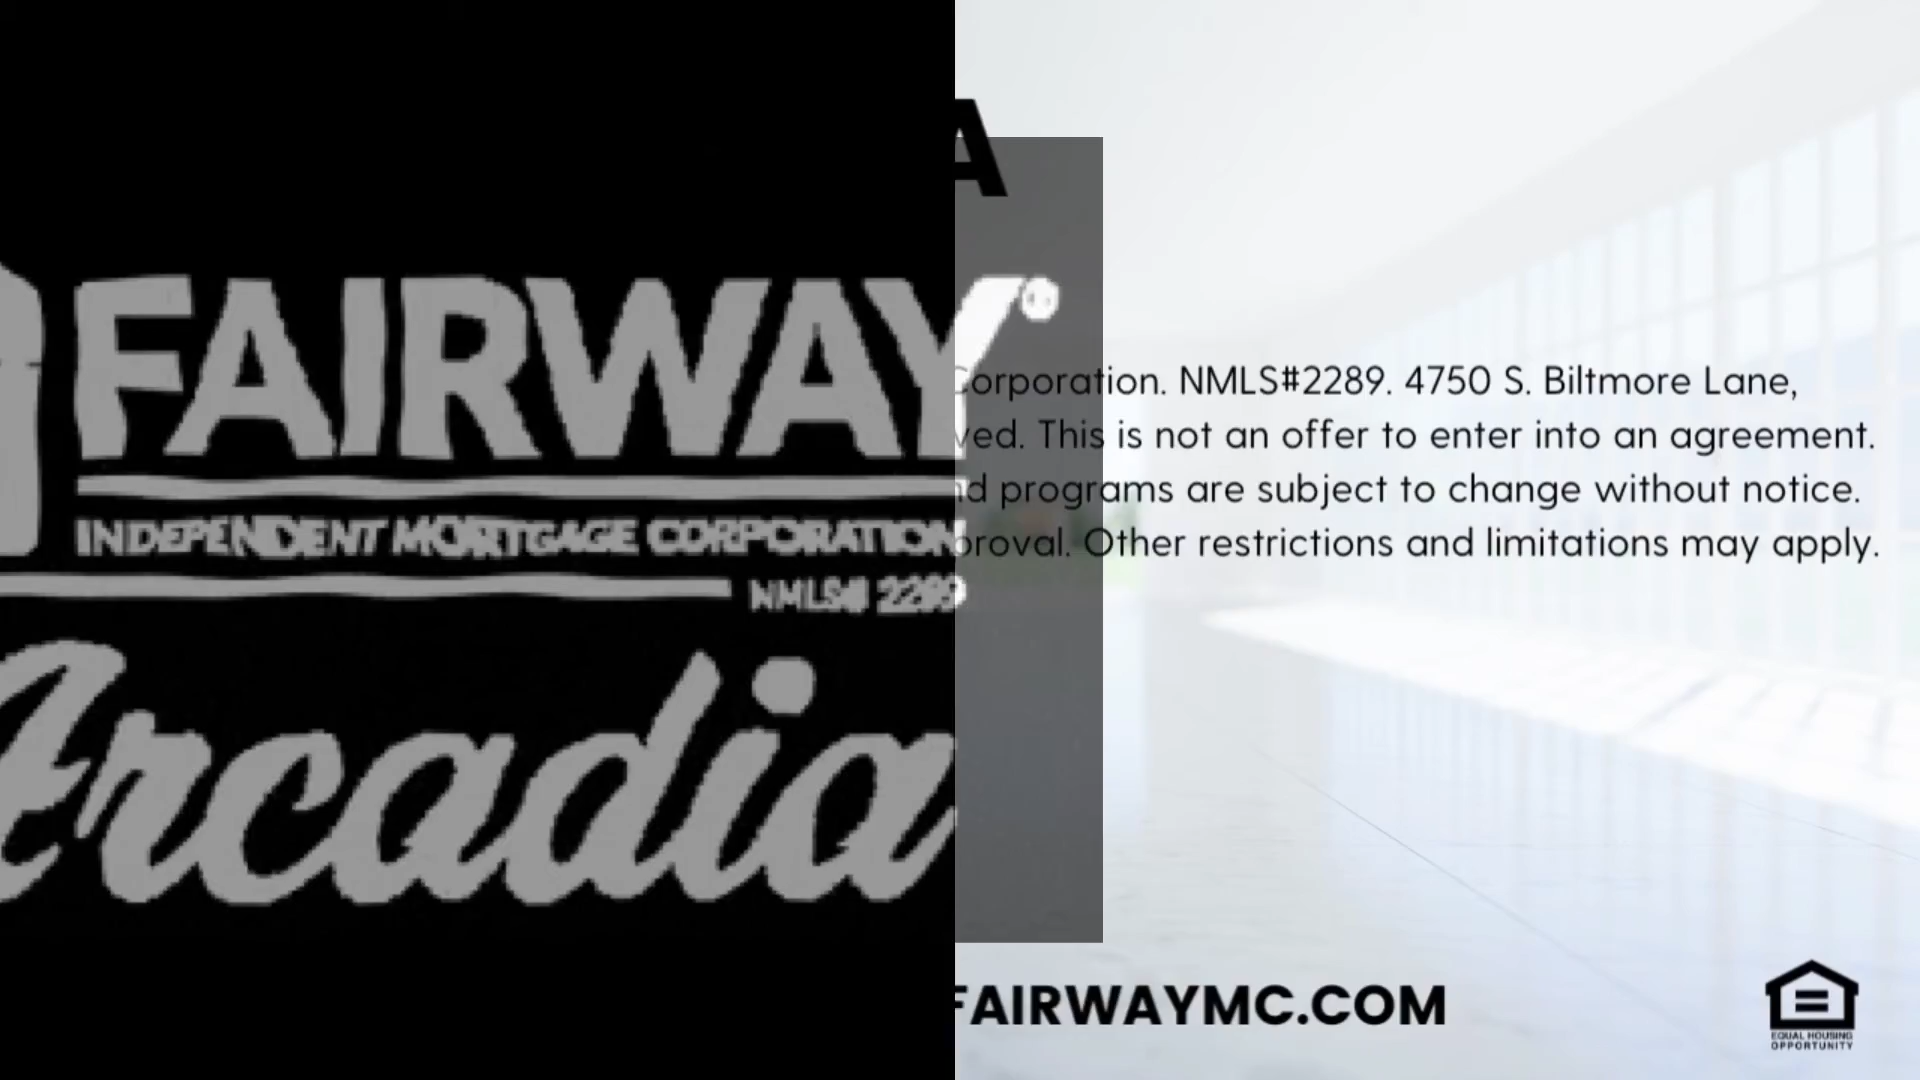 A
FAIRWAY®
INDEPENDENT MORTGAGE CORPORATION
NMLS# 2289
Arcadia
Corporation. NMLS#2289. 4750 S. Biltmore Lane,
ved. This is not an offer to enter into an agreement.
nd programs are subject to change without notice.
proval. Other restrictions and limitations may apply.
FAIRWAYMC.COM
EQUAL HOUSING
OPPORTUNITY